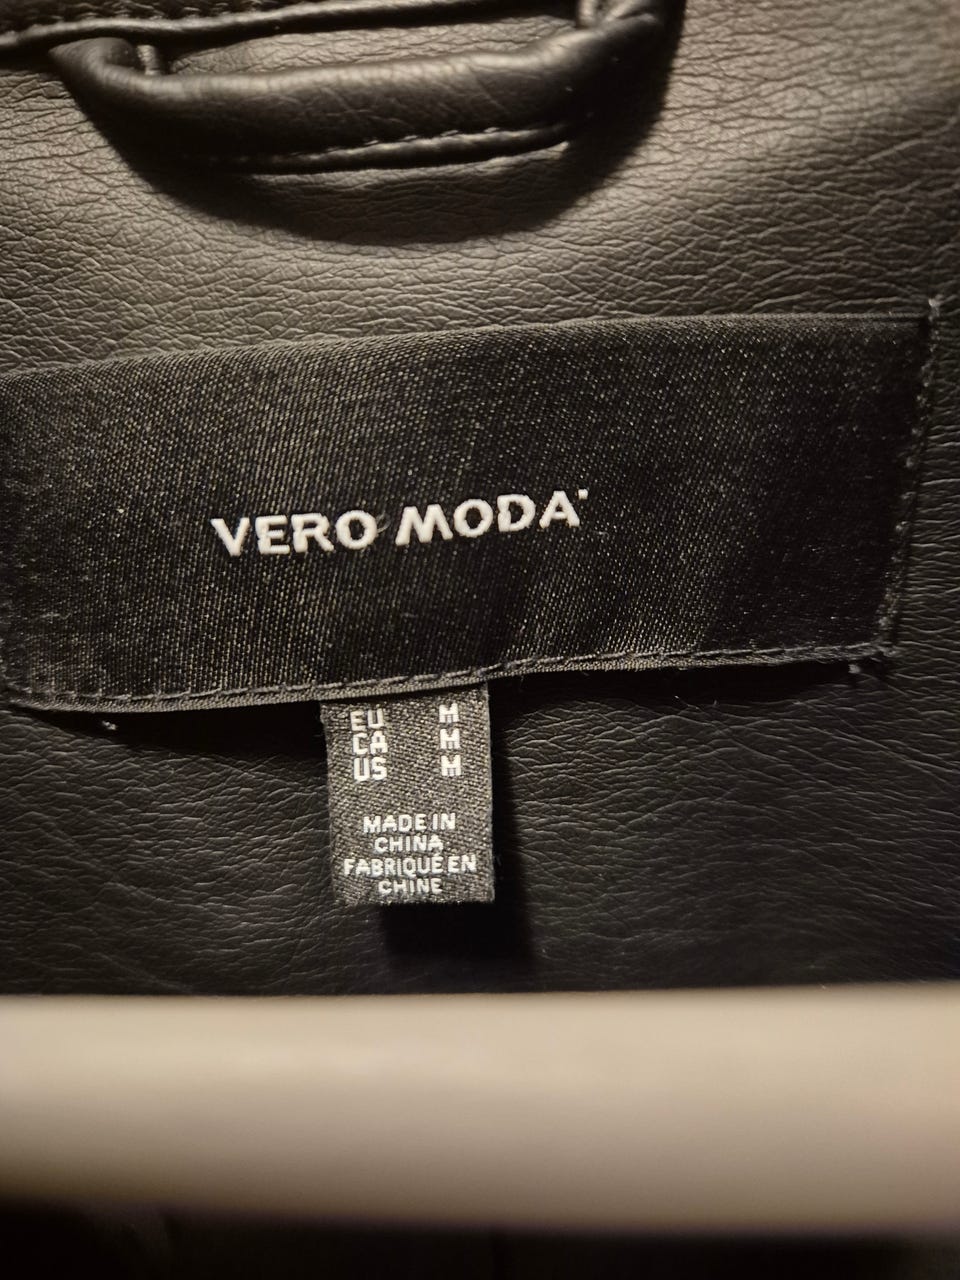 VERO MODA
EU M
CA M
US M
MADE IN
CHINA
FABRIQUÉ EN
CHINE